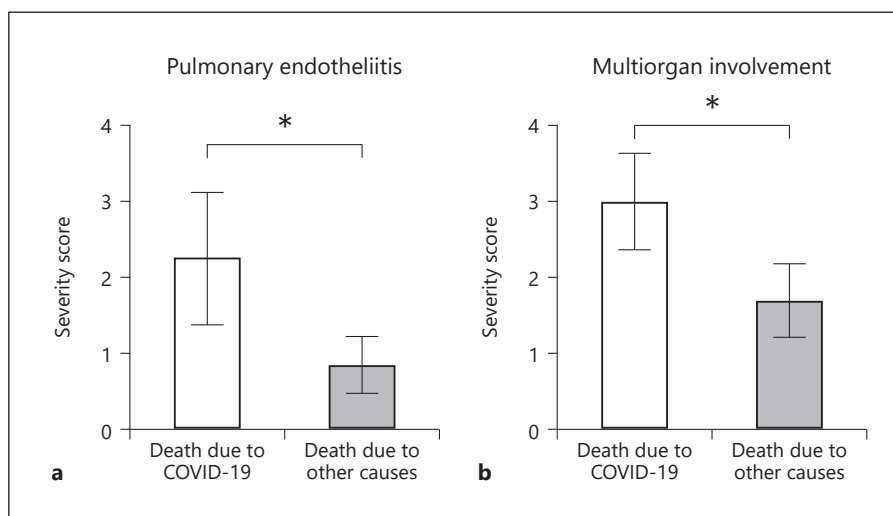 Pulmonary endotheliitis
*
4
3
2
1
0
Severity score
Death due to
COVID-19
Death due to
other causes
a
Multiorgan involvement
*
4
3
2
1
0
Severity score
Death due to
COVID-19
Death due to
other causes
b